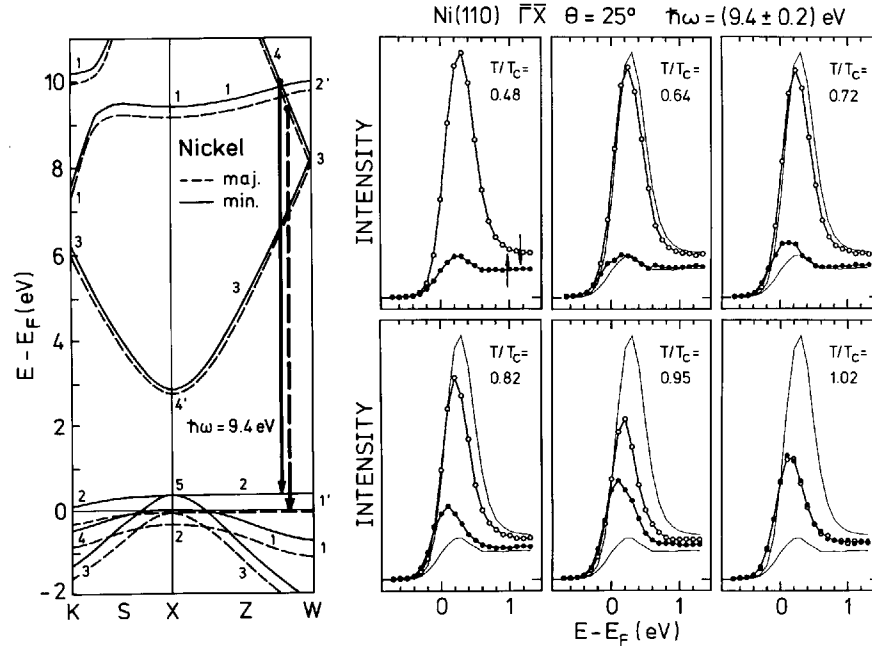 Ni(110) Γ̅X̅ Θ = 25° ħω = (9.4 ± 0.2) eV
E – E_F (eV)
10
8
6
4
2
0
-2
K S X Z W
1
1
1
4
2'
Nickel
--- maj.
— min.
1
3
3
3
4'
ħω = 9.4 eV
2
5
2
1'
4
3
2
3
1
1
INTENSITY
T/T_C =
0.48
T/T_C =
0.64
T/T_C =
0.72
INTENSITY
T/T_C =
0.82
T/T_C =
0.95
T/T_C =
1.02
0 1
0 1
0 1
E – E_F (eV)